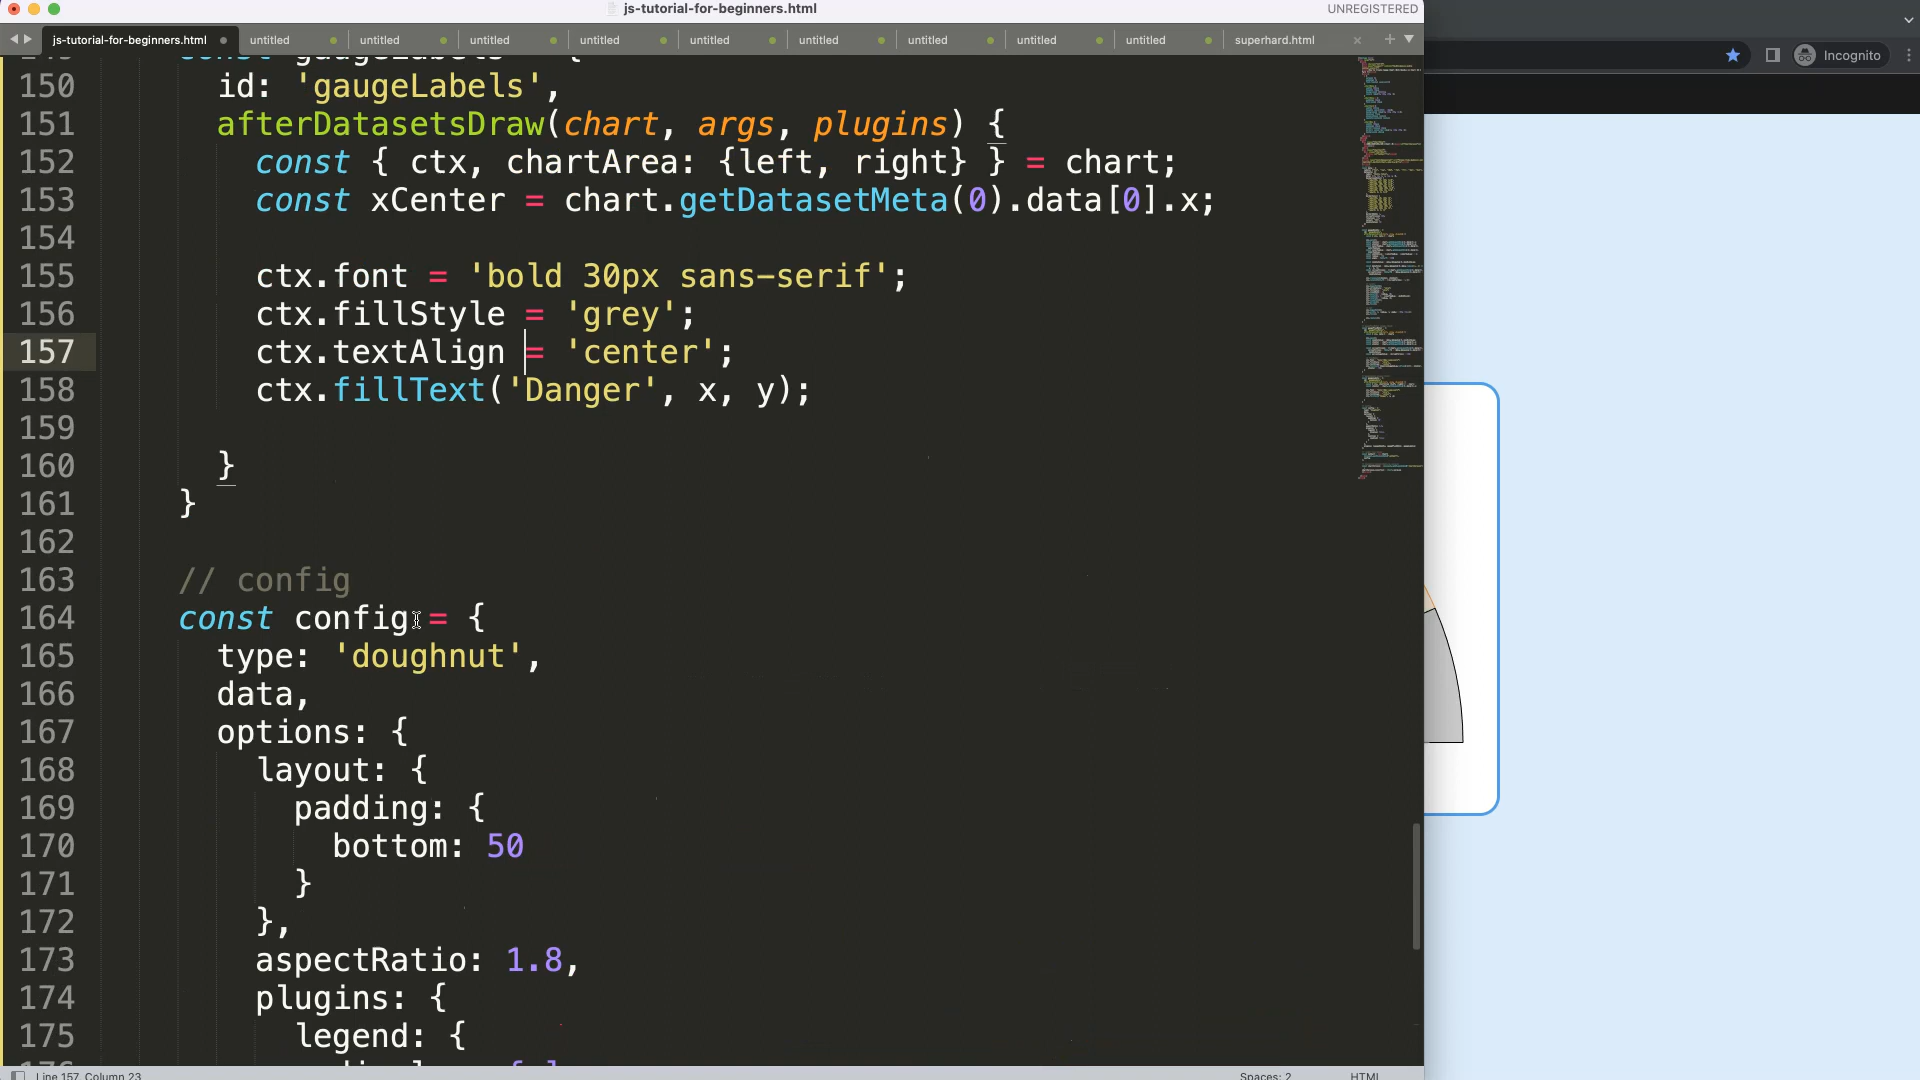 js-tutorial-for-beginners.html
UNREGISTERED
js-tutorial-for-beginners.html
untitled
untitled
untitled
untitled
untitled
untitled
untitled
untitled
untitled
superhard.html
Incognito
150 id: 'gaugeLabels',
151 afterDatasetsDraw(chart, args, plugins) {
152 const { ctx, chartArea: {left, right} } = chart;
153 const xCenter = chart.getDatasetMeta(0).data[0].x;
154
155 ctx.font = 'bold 30px sans-serif';
156 ctx.fillStyle = 'grey';
157 ctx.textAlign = 'center';
158 ctx.fillText('Danger', x, y);
159
160 }
161 }
162
163 // config
164 const config = {
165 type: 'doughnut',
166 data,
167 options: {
168 layout: {
169 padding: {
170 bottom: 50
171 }
172 },
173 aspectRatio: 1.8,
174 plugins: {
175 legend: {
Line 157, Column 23
Spaces: 2
HTML